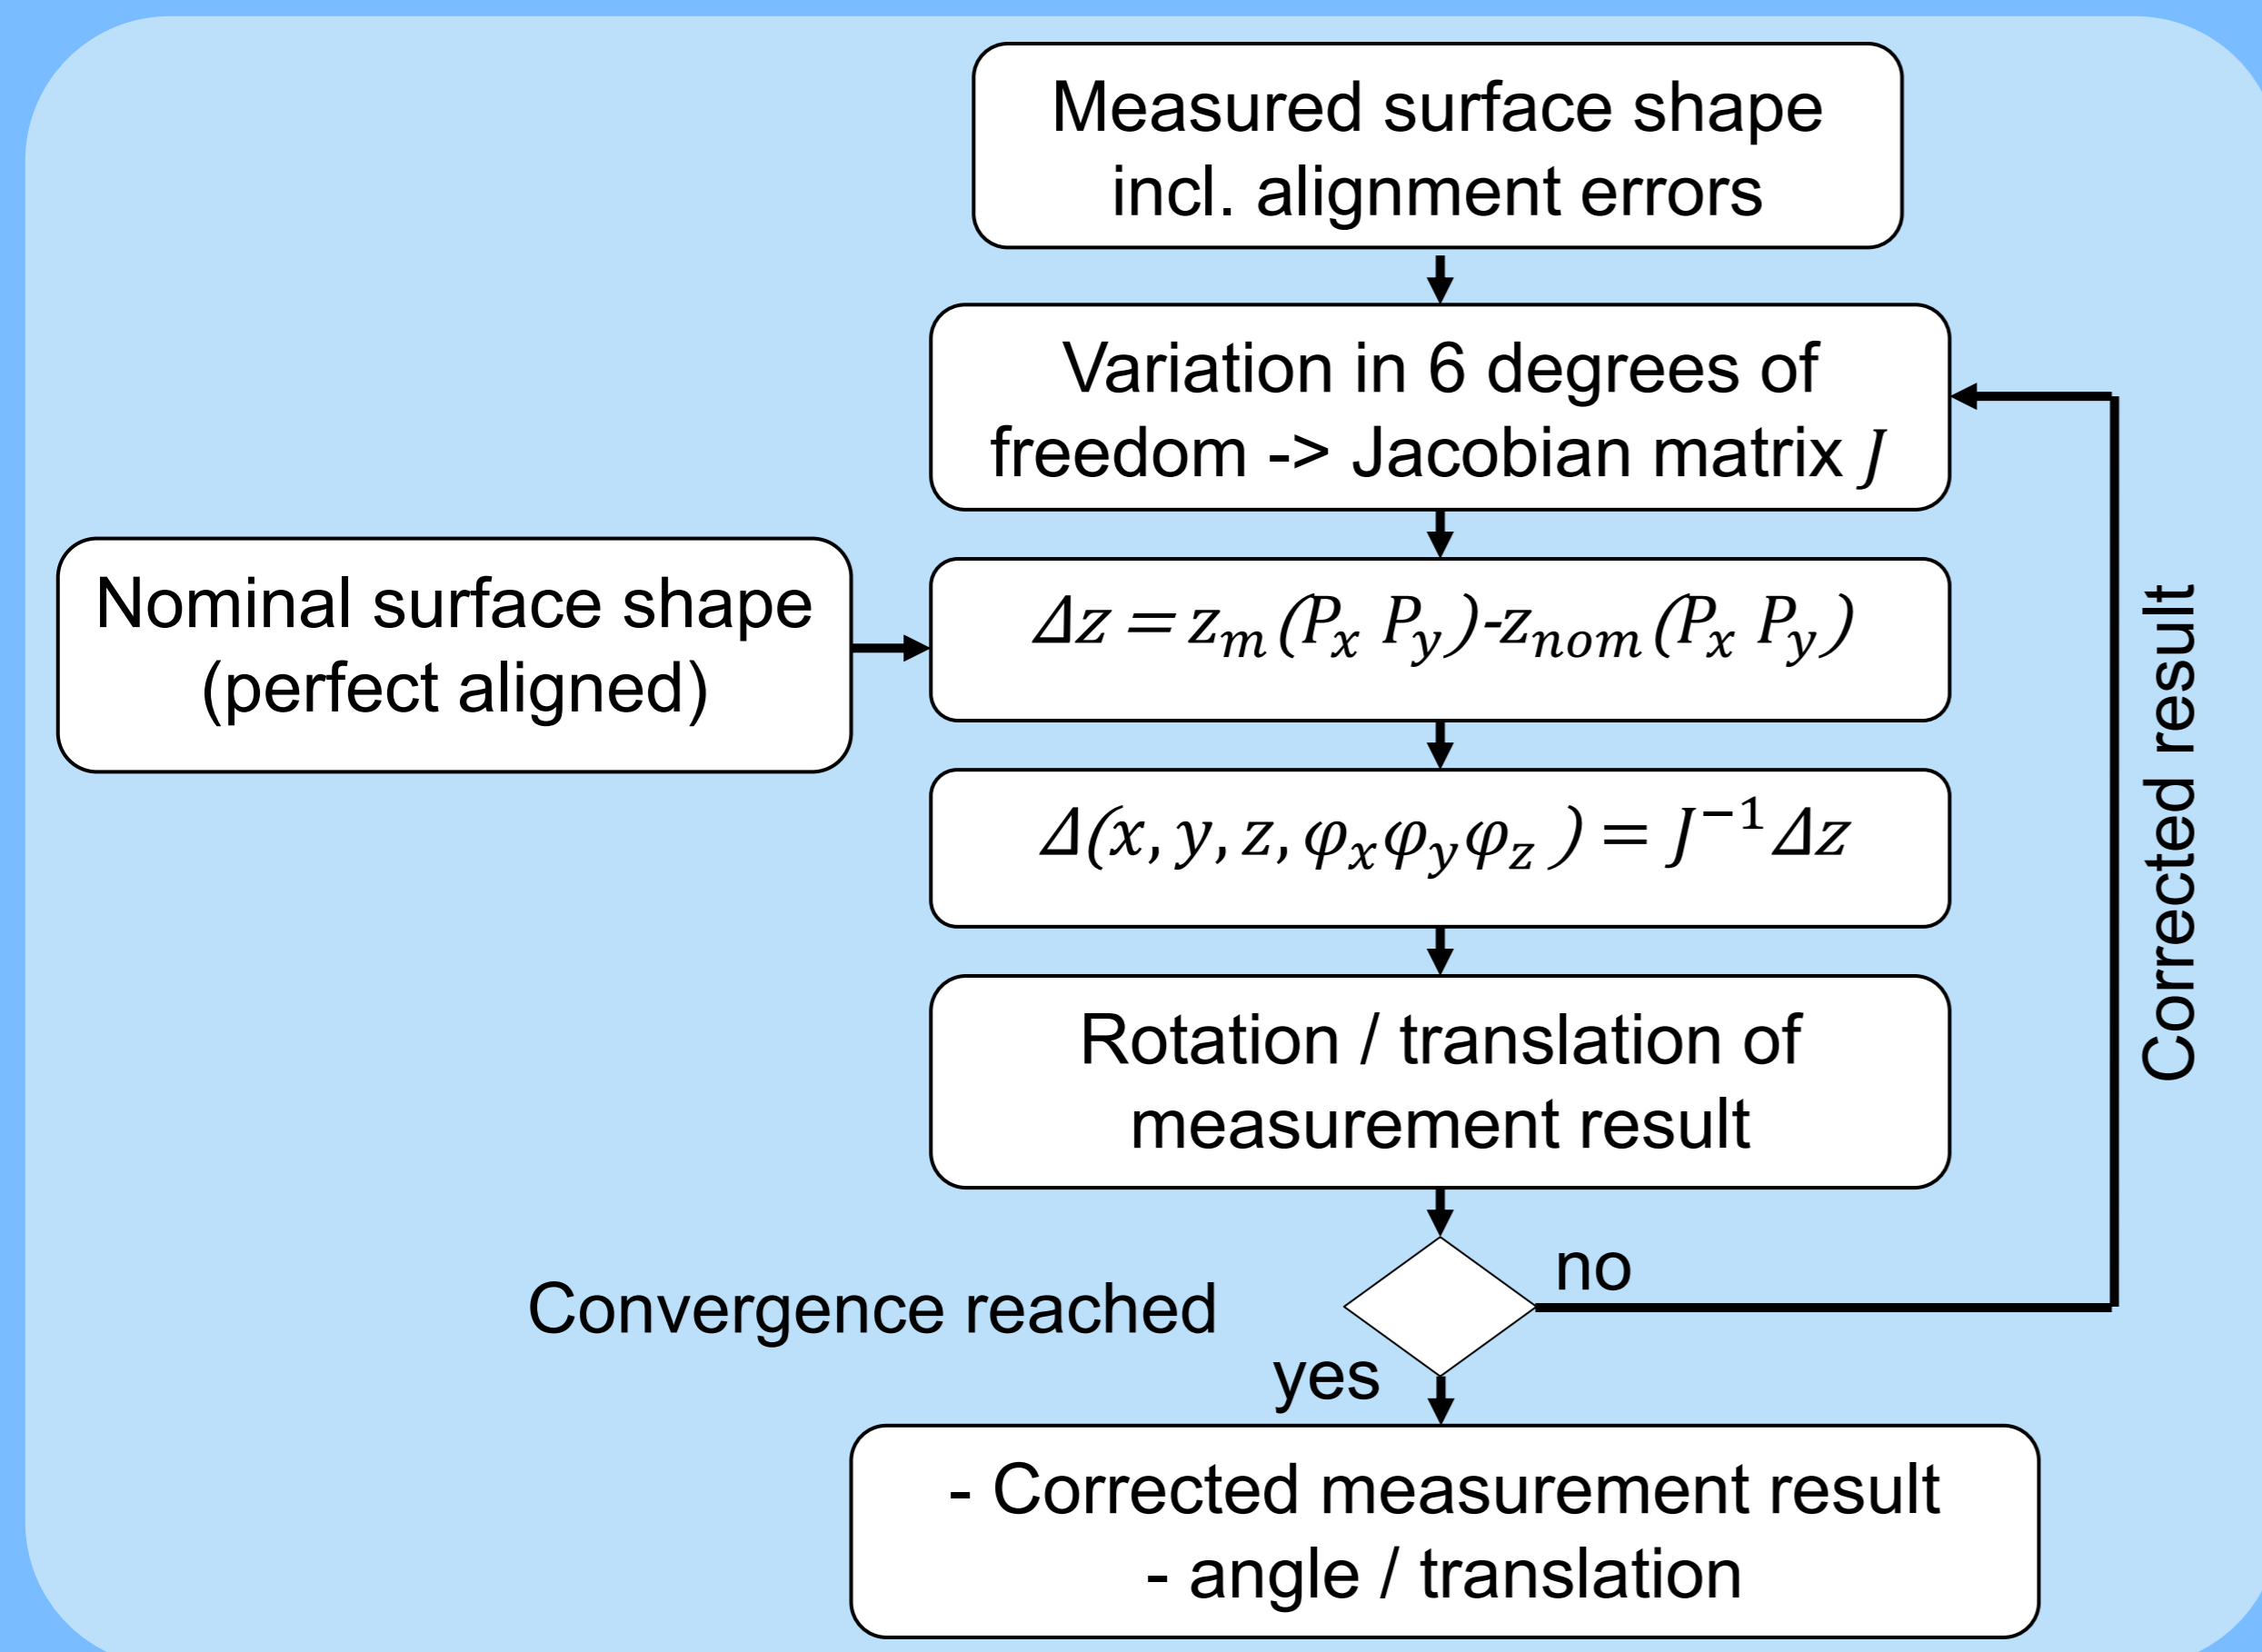 Measured surface shape
incl. alignment errors
Variation in 6 degrees of
freedom -> Jacobian matrix J
Nominal surface shape
(perfect aligned)
Δz = z_m(P_x P_y)-z_nom(P_x P_y)
Δ(x, y, z, φ_xφ_yφ_z) = J⁻¹Δz
Rotation / translation of
measurement result
Convergence reached
no
yes
Corrected result
- Corrected measurement result
- angle / translation